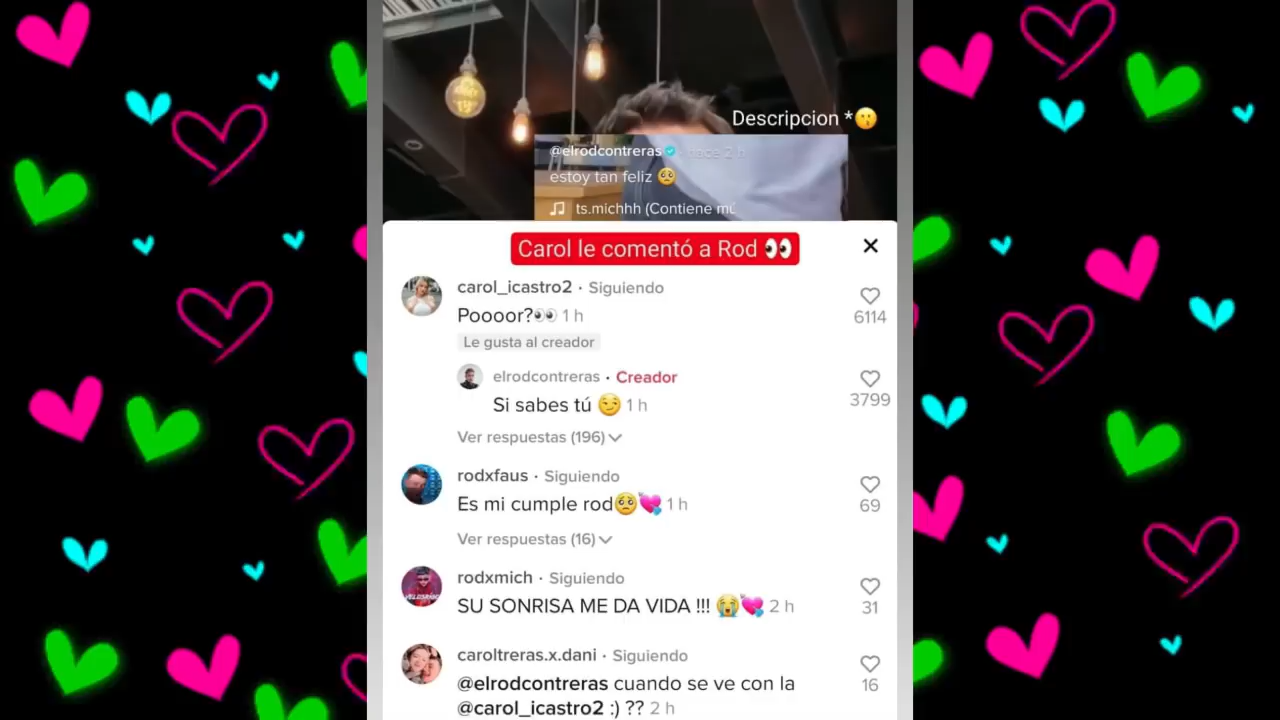 Descripcion *😗
@elrodcontreras · hace 2 h
estoy tan feliz 🥺
ts.michhh (Contiene mú
Carol le comentó a Rod 👀
carol_icastro2 · Siguiendo
Poooor?👀 1 h
6114
Le gusta al creador
elrodcontreras · Creador
Si sabes tú 😏 1 h
3799
Ver respuestas (196)
rodxfaus · Siguiendo
Es mi cumple rod🥺💘 1 h
69
Ver respuestas (16)
rodxmich · Siguiendo
SU SONRISA ME DA VIDA !!! 😭💘 2 h
31
caroltreras.x.dani · Siguiendo
@elrodcontreras cuando se ve con la
@carol_icastro2 :) ?? 2 h
16